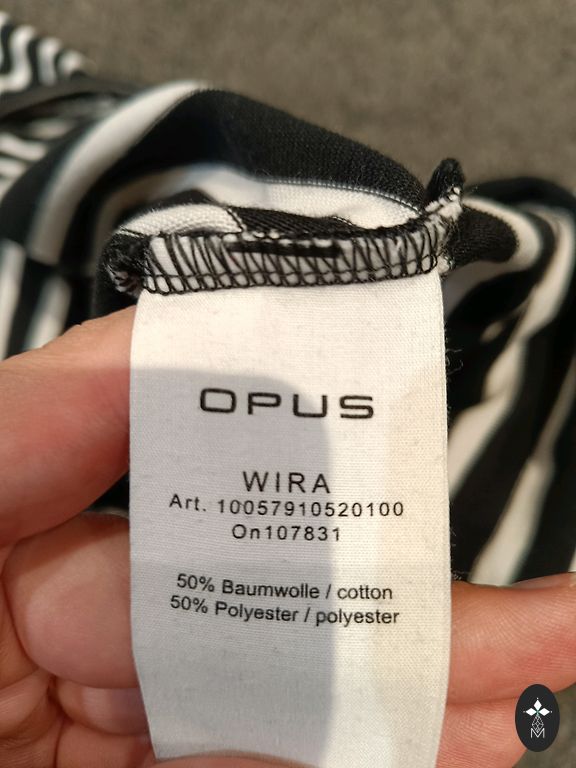 OPUS
WIRA
Art. 10057910520100
On107831
50% Baumwolle / cotton
50% Polyester / polyester
M